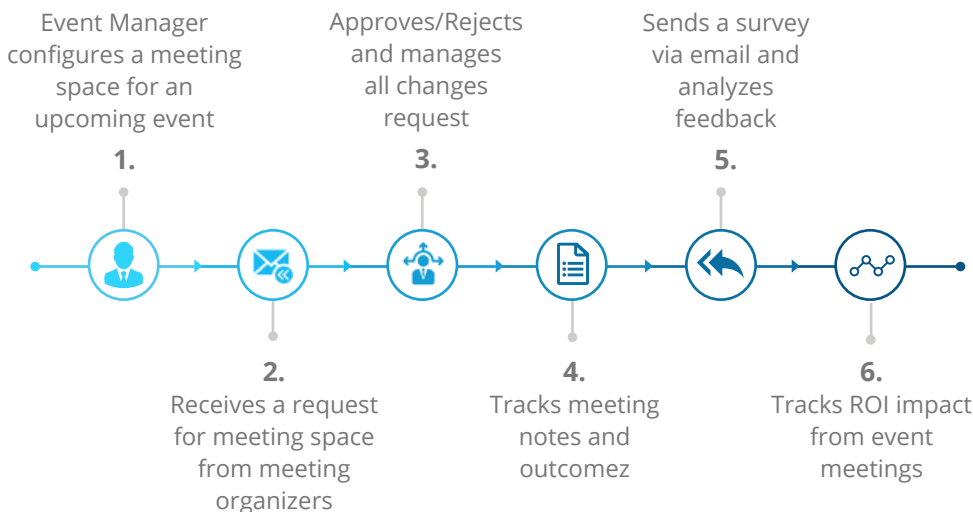 Event Manager
configures a meeting
space for an
upcoming event
1.
2.
Receives a request
for meeting space
from meeting
organizers
Approves/Rejects
and manages
all changes
request
3.
4.
Tracks meeting
notes and
outcomez
Sends a survey
via email and
analyzes
feedback
5.
6.
Tracks ROI impact
from event
meetings